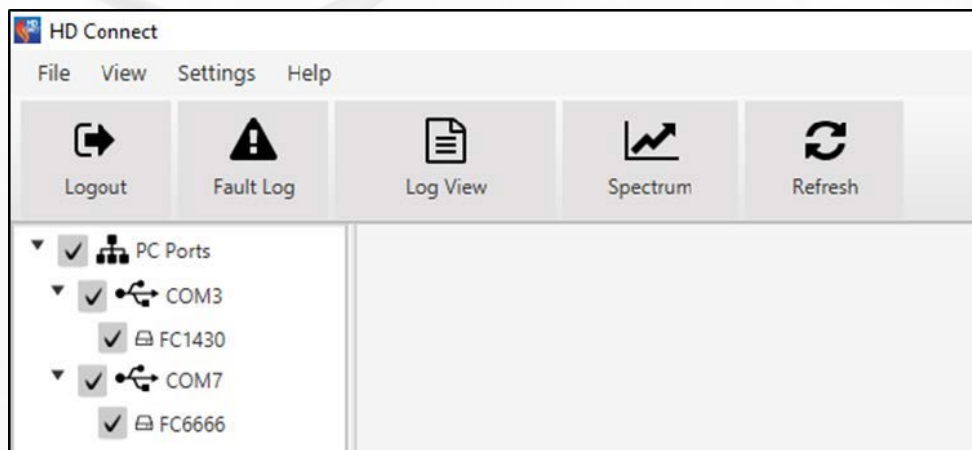 HD Connect
File View Settings Help
Logout Fault Log Log View Spectrum Refresh
PC Ports
COM3
FC1430
COM7
FC6666